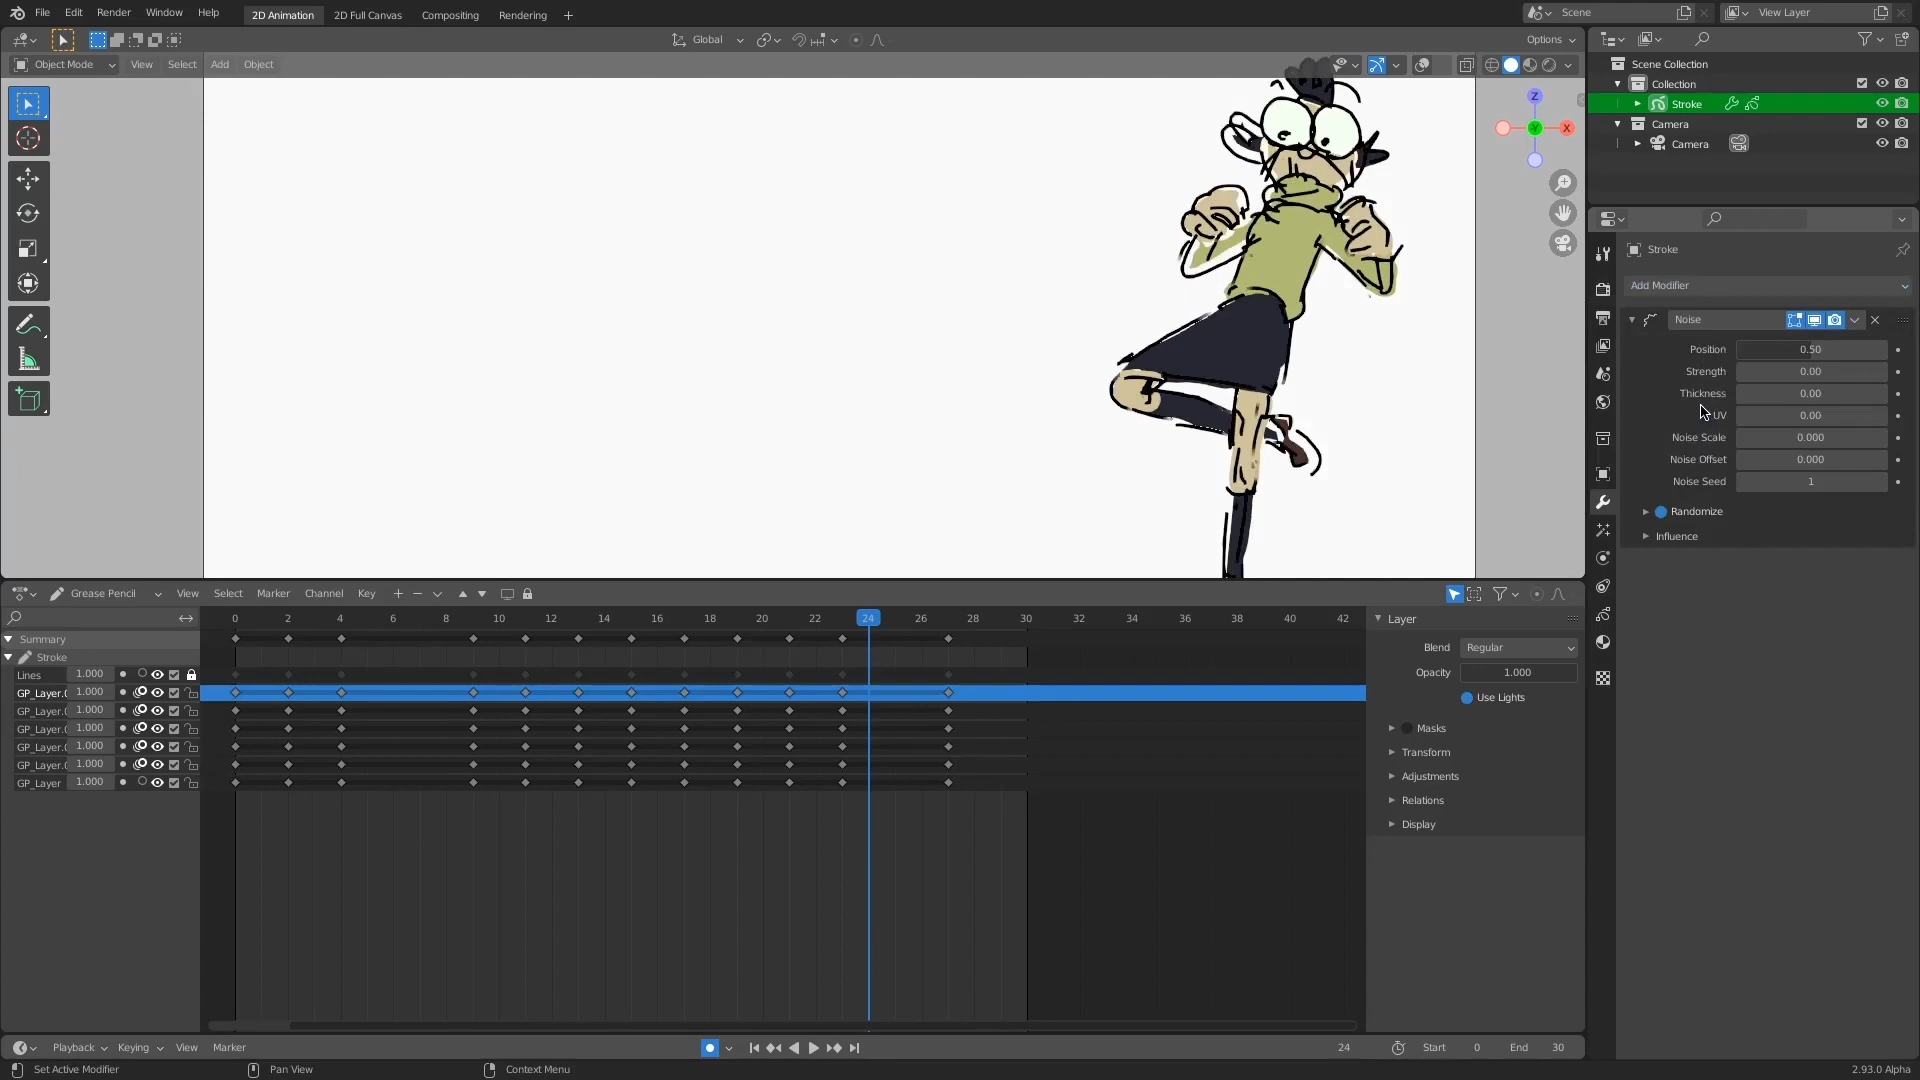 File Edit Render Window Help 2D Animation 2D Full Canvas Compositing Rendering + Scene View Layer
Global Options
Object Mode View Select Add Object
Z
Y X
Scene Collection
Collection
Stroke
Camera
Camera
Stroke
Add Modifier
Noise
Position 0.50
Strength 0.00
Thickness 0.00
UV 0.00
Noise Scale 0.000
Noise Offset 0.000
Noise Seed 1
Randomize
Influence
Grease Pencil View Select Marker Channel Key
0 2 4 6 8 10 12 14 16 18 20 22 24 26 28 30 32 34 36 38 40 42
Summary
Stroke
Lines 1.000
GP_Layer.0 1.000
GP_Layer.0 1.000
GP_Layer.0 1.000
GP_Layer.0 1.000
GP_Layer.0 1.000
GP_Layer 1.000
Layer
Blend Regular
Opacity 1.000
Use Lights
Masks
Transform
Adjustments
Relations
Display
Playback Keying View Marker 24 Start 0 End 30
Set Active Modifier Pan View Context Menu 2.93.0 Alpha